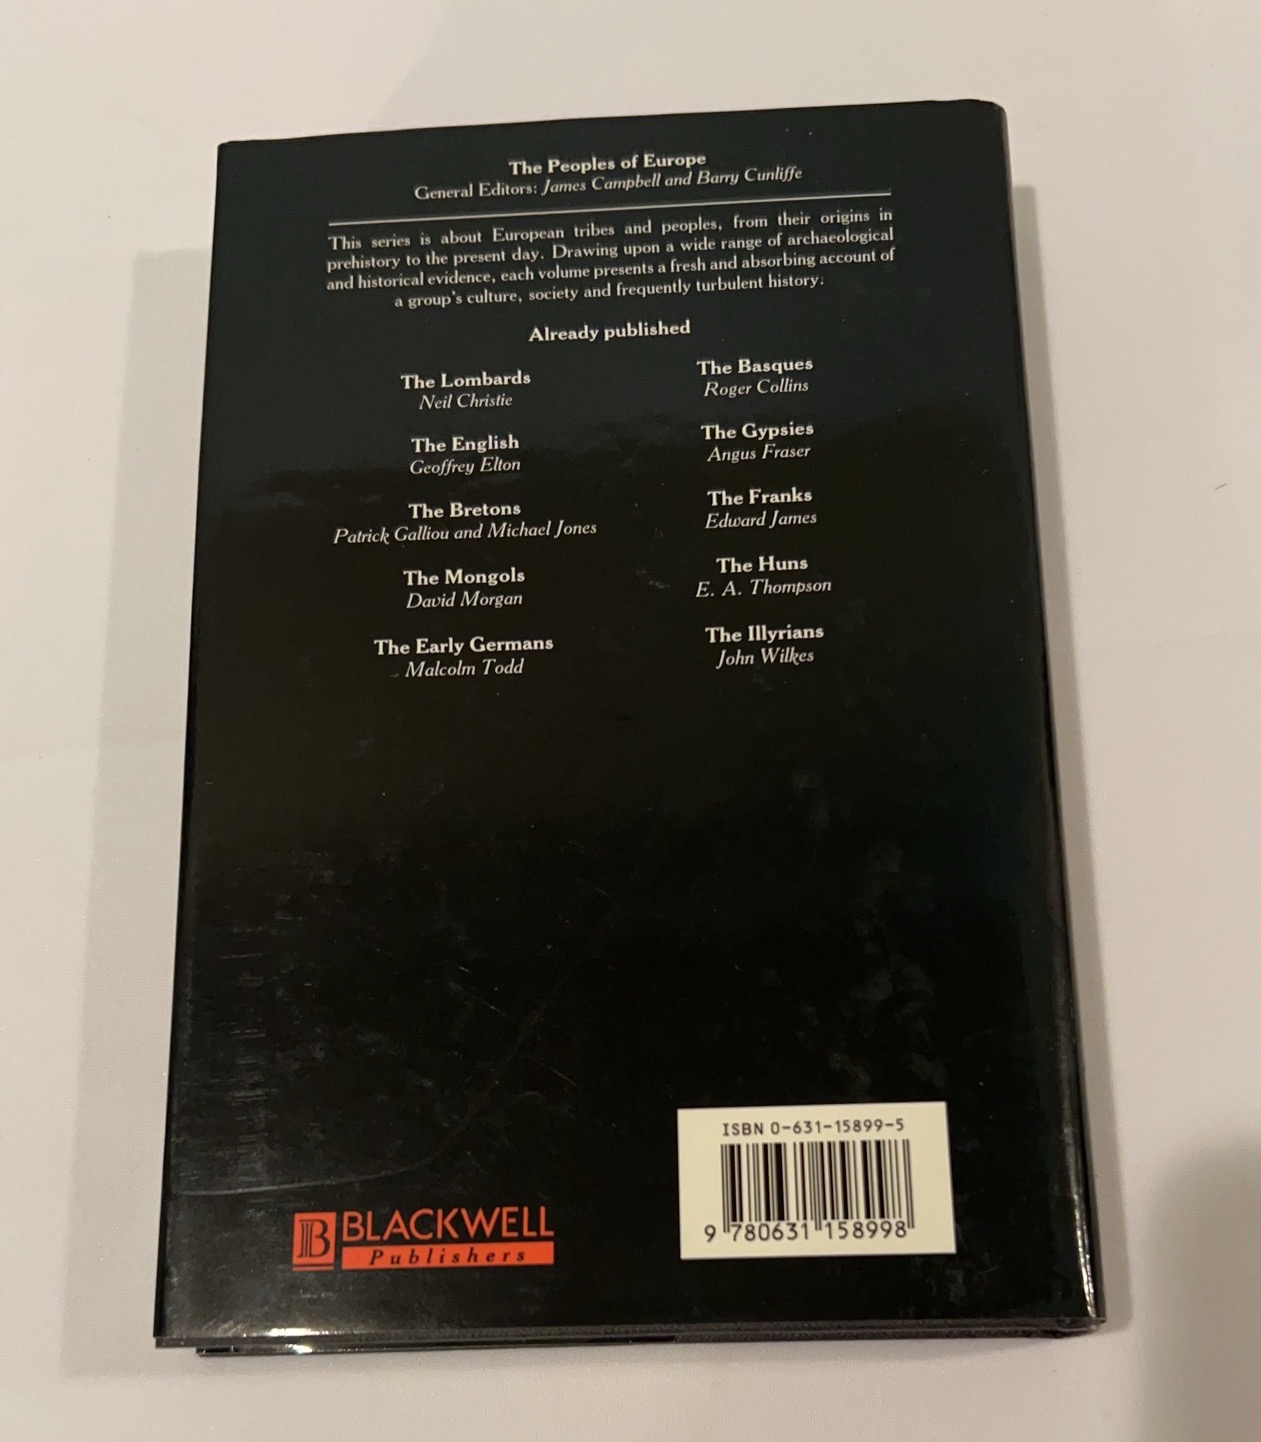 The Peoples of Europe
General Editors: James Campbell and Barry Cunliffe
This series is about European tribes and peoples, from their origins in
prehistory to the present day. Drawing upon a wide range of archaeological
and historical evidence, each volume presents a fresh and absorbing account of
a group's culture, society and frequently turbulent history.
Already published
The Lombards
Neil Christie
The English
Geoffrey Elton
The Bretons
Patrick Galliou and Michael Jones
The Mongols
David Morgan
The Early Germans
Malcolm Todd
The Basques
Roger Collins
The Gypsies
Angus Fraser
The Franks
Edward James
The Huns
E. A. Thompson
The Illyrians
John Wilkes
B BLACKWELL
Publishers
ISBN 0-631-15899-5
9 780631 158998